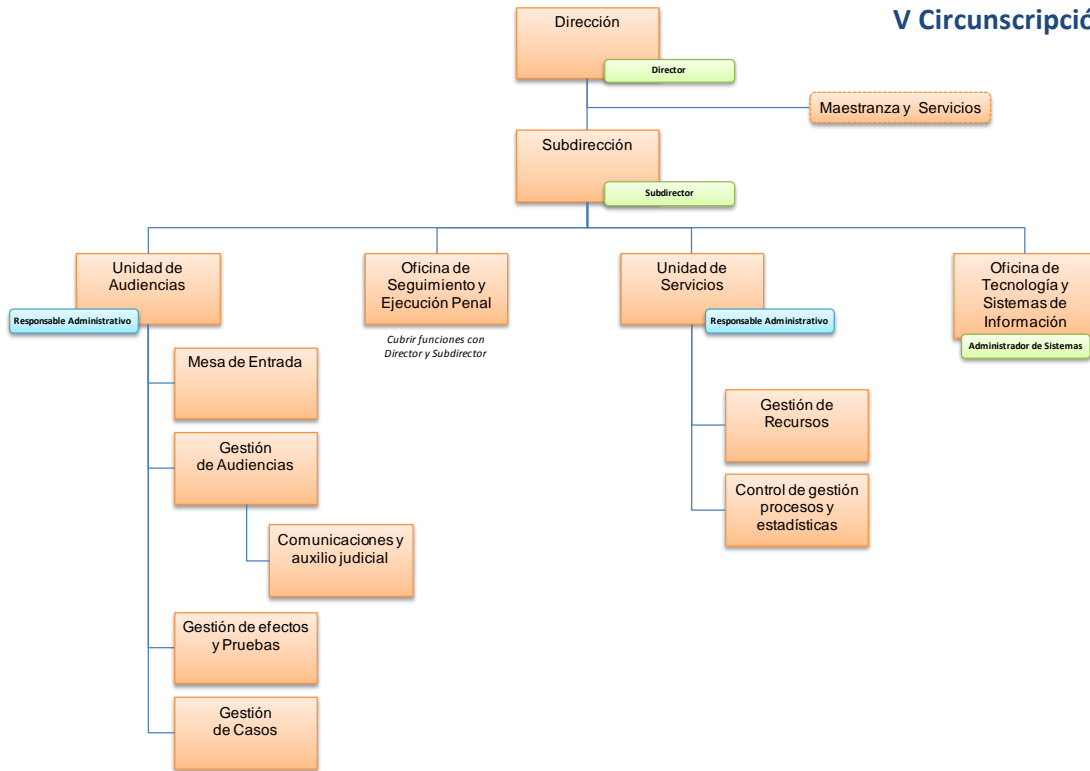 V Circunscripció
Dirección
Director
Maestranza y Servicios
Subdirección
Subdirector
Unidad de
Audiencias
Responsable Administrativo
Oficina de
Seguimiento y
Ejecución Penal
Cubrir funciones con
Director y Subdirector
Unidad de
Servicios
Responsable Administrativo
Oficina de
Tecnología y
Sistemas de
Información
Administrador de Sistemas
Mesa de Entrada
Gestión
de Audiencias
Comunicaciones y
auxilio judicial
Gestión de efectos
y Pruebas
Gestión
de Casos
Gestión de
Recursos
Control de gestión
procesos y
estadísticas